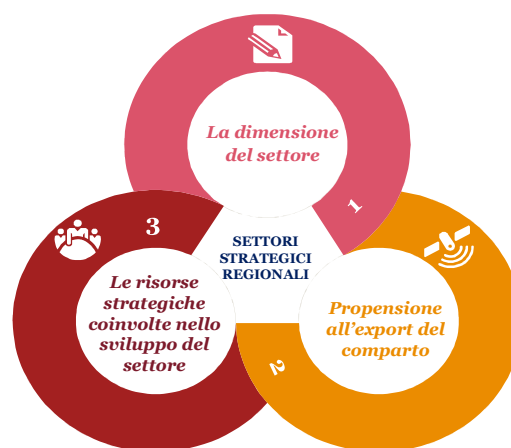 La dimensione
del settore
1
SETTORI
STRATEGICI
REGIONALI
3
Le risorse
strategiche
coinvolte nello
sviluppo del
settore
Propensione
all'export del
comparto
2